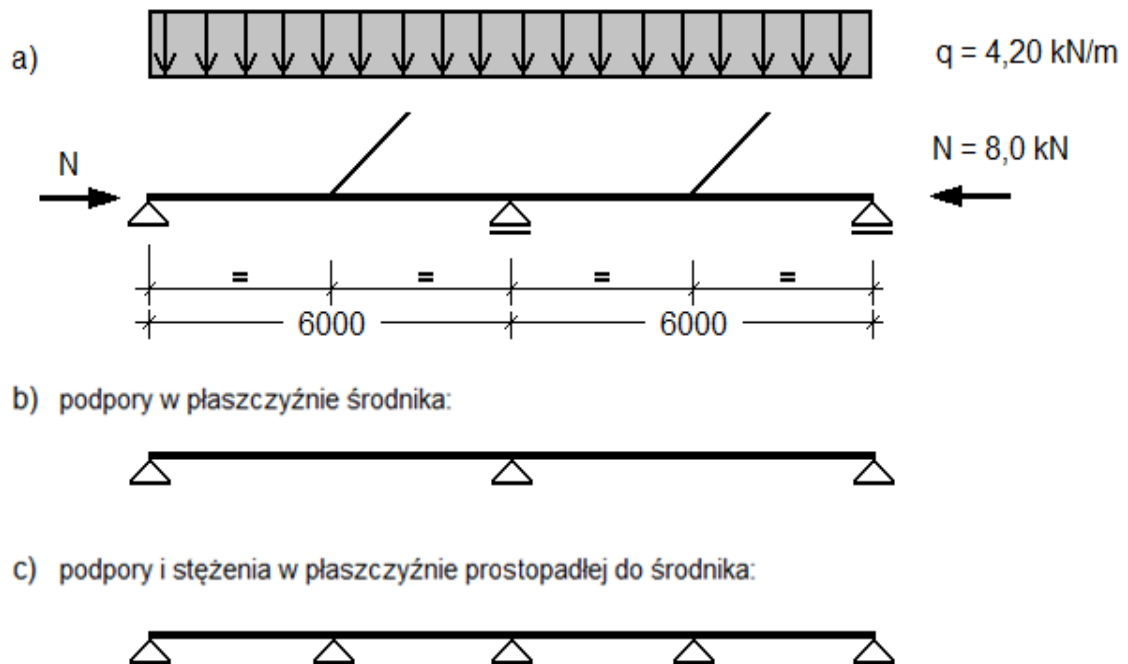 a)
q = 4,20 kN/m
N
N = 8,0 kN
= = = =
6000 6000
b) podpory w płaszczyźnie środnika:
c) podpory i stężenia w płaszczyźnie prostopadłej do środnika: